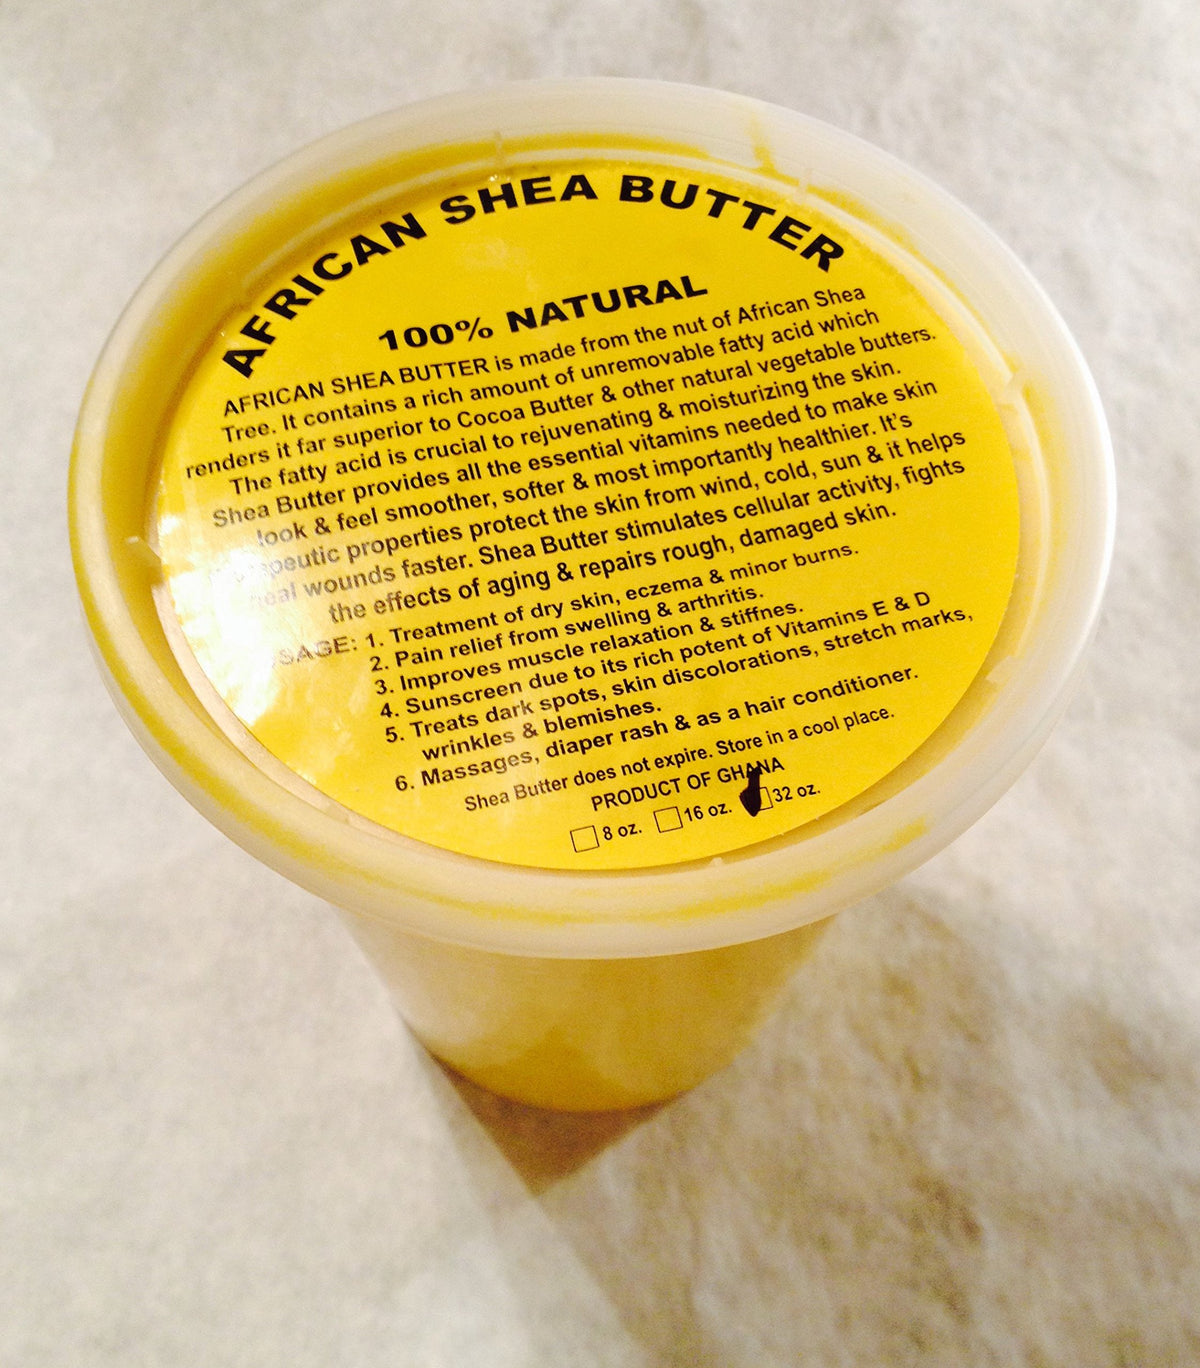 AFRICAN SHEA BUTTER
100% NATURAL
AFRICAN SHEA BUTTER is made from the nut of African Shea
Tree. It contains a rich amount of unremovable fatty acid which
renders it far superior to Cocoa Butter & other natural vegetable butters.
The fatty acid is crucial to rejuvenating & moisturizing the skin.
Shea Butter provides all the essential vitamins needed to make skin
look & feel smoother, softer & most importantly healthier. It's
properties protect the skin from wind, cold, sun & it helps
heal wounds faster. Shea Butter stimulates cellular activity, fights
the effects of aging & repairs rough, damaged skin.
USAGE: 1. Treatment of dry skin, eczema & minor burns.
2. Pain relief from swelling & arthritis.
3. Improves muscle relaxation & stiffnes.
4. Sunscreen due to its rich potent of Vitamins E & D
5. Treats dark spots, skin discolorations, stretch marks,
wrinkles & blemishes.
6. Massages, diaper rash & as a hair conditioner.
Shea Butter does not expire. Store in a cool place.
PRODUCT OF GHANA
8 oz. 16 oz. 32 oz.